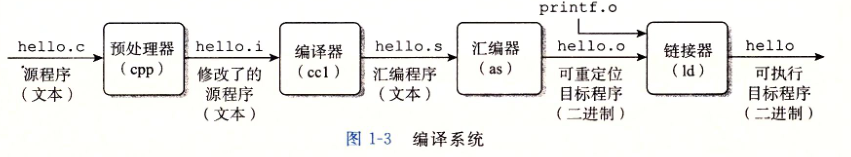 printf.o
hello.c
预处理器
(cpp)
hello.i
编译器
(cc1)
hello.s
汇编器
(as)
hello.o
链接器
(ld)
hello
源程序
(文本)
修改了的
源程序
(文本)
汇编程序
(文本)
可重定位
目标程序
(二进制)
可执行
目标程序
(二进制)
图 1-3 编译系统